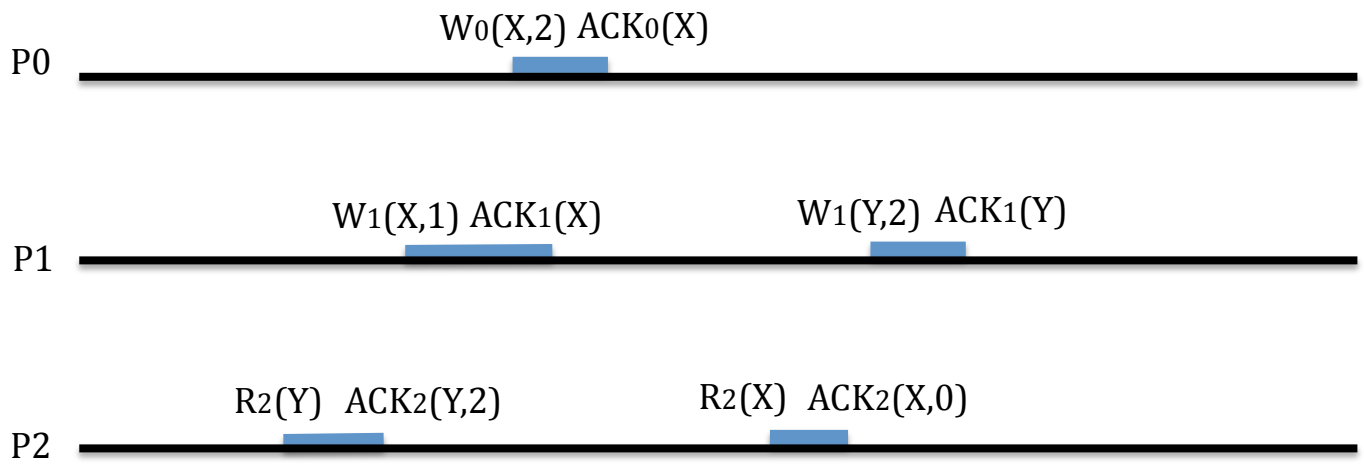 W0(X,2) ACK0(X)
P0
W1(X,1) ACK1(X) W1(Y,2) ACK1(Y)
P1
R2(Y) ACK2(Y,2) R2(X) ACK2(X,0)
P2